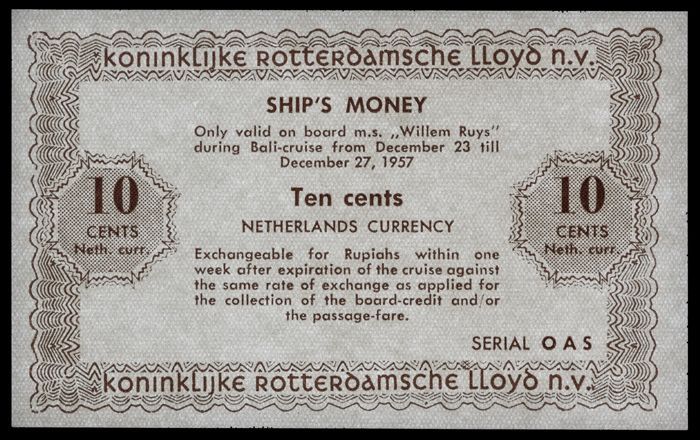 koninklijke rotterdamsche lloyd n.v.
SHIP'S MONEY
Only valid on board m.s. „Willem Ruys"
during Bali-cruise from December 23 till
December 27, 1957
10
CENTS
Neth. curr.
Ten cents
NETHERLANDS CURRENCY
10
CENTS
Neth. curr.
Exchangeable for Rupiahs within one
week after expiration of the cruise against
the same rate of exchange as applied for
the collection of the board-credit and/or
the passage-fare.
SERIAL OAS
koninklijke rotterdamsche lloyd n.v.